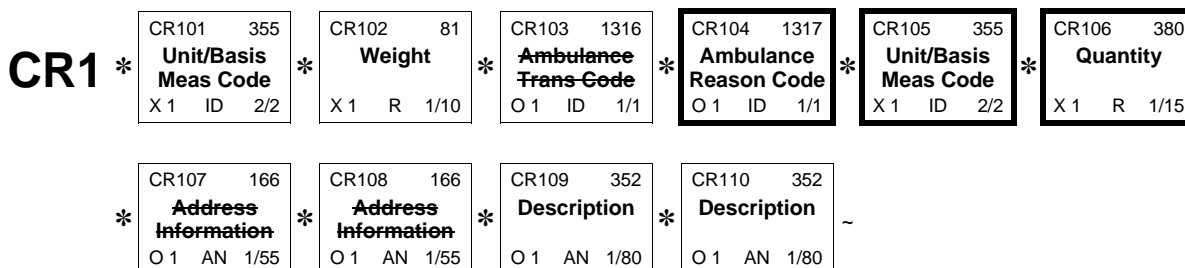 CR101 355 CR102 81 CR103 1316 CR104 1317 CR105 355 CR106 380
CR1 * Unit/Basis Meas Code * Weight * Ambulance Trans Code * Ambulance Reason Code * Unit/Basis Meas Code * Quantity
X 1 ID 2/2 X 1 R 1/10 O 1 ID 1/1 O 1 ID 1/1 X 1 ID 2/2 X 1 R 1/15
CR107 166 CR108 166 CR109 352 CR110 352
* Address Information * Address Information * Description * Description ~
O 1 AN 1/55 O 1 AN 1/55 O 1 AN 1/80 O 1 AN 1/80